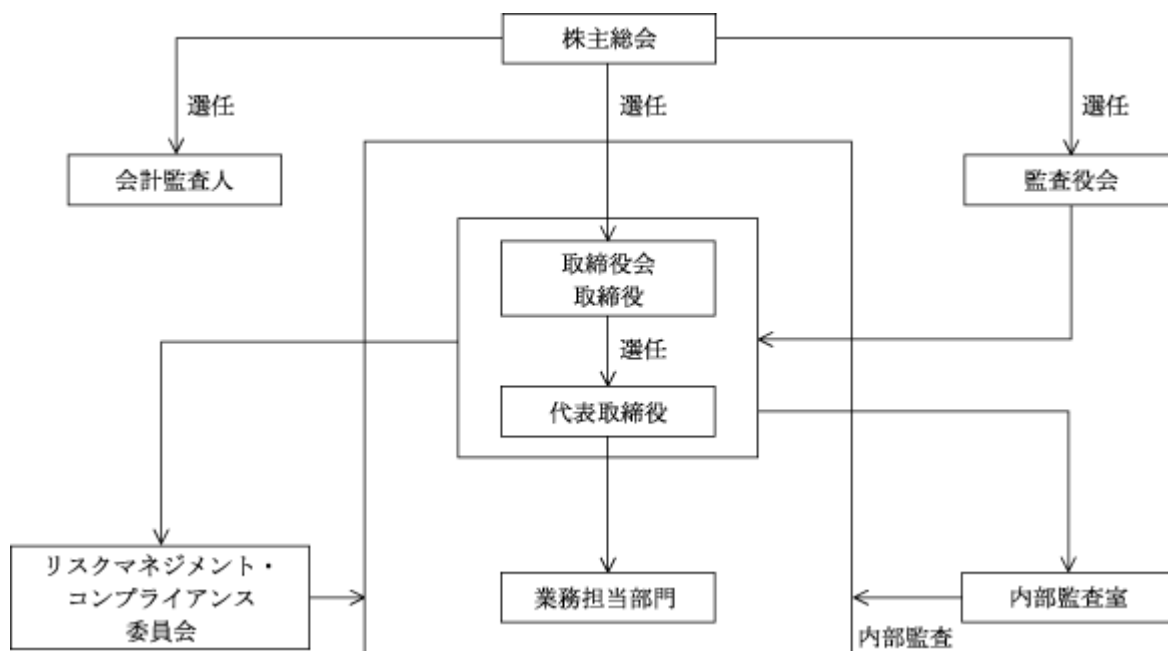 株主総会
選任
選任
選任
会計監査人
監査役会
取締役会
取締役
選任
代表取締役
リスクマネジメント・
コンプライアンス
委員会
業務担当部門
内部監査室
内部監査